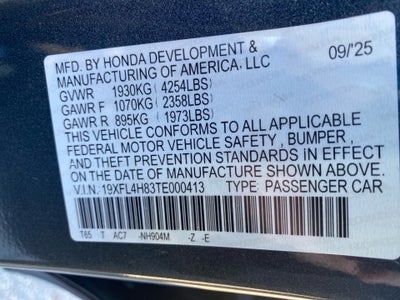 MFD. BY HONDA DEVELOPMENT &
MANUFACTURING OF AMERICA, LLC 09/25
GVWR 1930KG (4254LBS)
GAWR F 1070KG (2358LBS)
GAWR R 895KG (1973LBS)
THIS VEHICLE CONFORMS TO ALL APPLICABLE
FEDERAL MOTOR VEHICLE SAFETY, BUMPER,
AND THEFT PREVENTION STANDARDS IN EFFECT
ON THE DATE OF MANUFACTURE SHOWN ABOVE.
V.I.N. 19XFL4H83TE000413 TYPE: PASSENGER CAR
T65 T AC7 -NH904M -Z -E